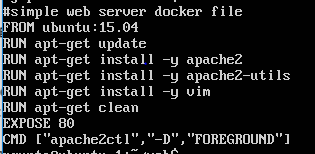 #simple web server docker file
FROM ubuntu:15.04
RUN apt-get update
RUN apt-get install -y apache2
RUN apt-get install -y apache2-utils
RUN apt-get install -y vim
RUN apt-get clean
EXPOSE 80
CMD ["apache2ctl","-D","FOREGROUND"]